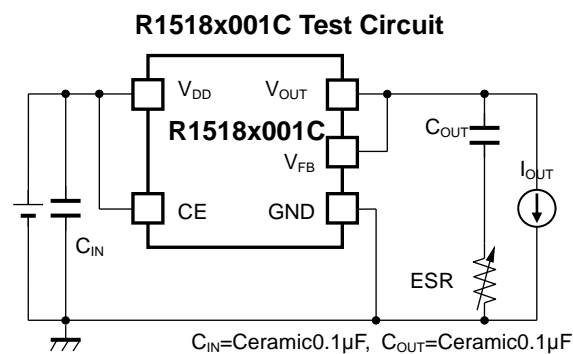 R1518x001C Test Circuit
VDD
VOUT
R1518x001C
VFB
COUT
IOUT
CE
GND
CIN
ESR
CIN=Ceramic0.1µF, COUT=Ceramic0.1µF